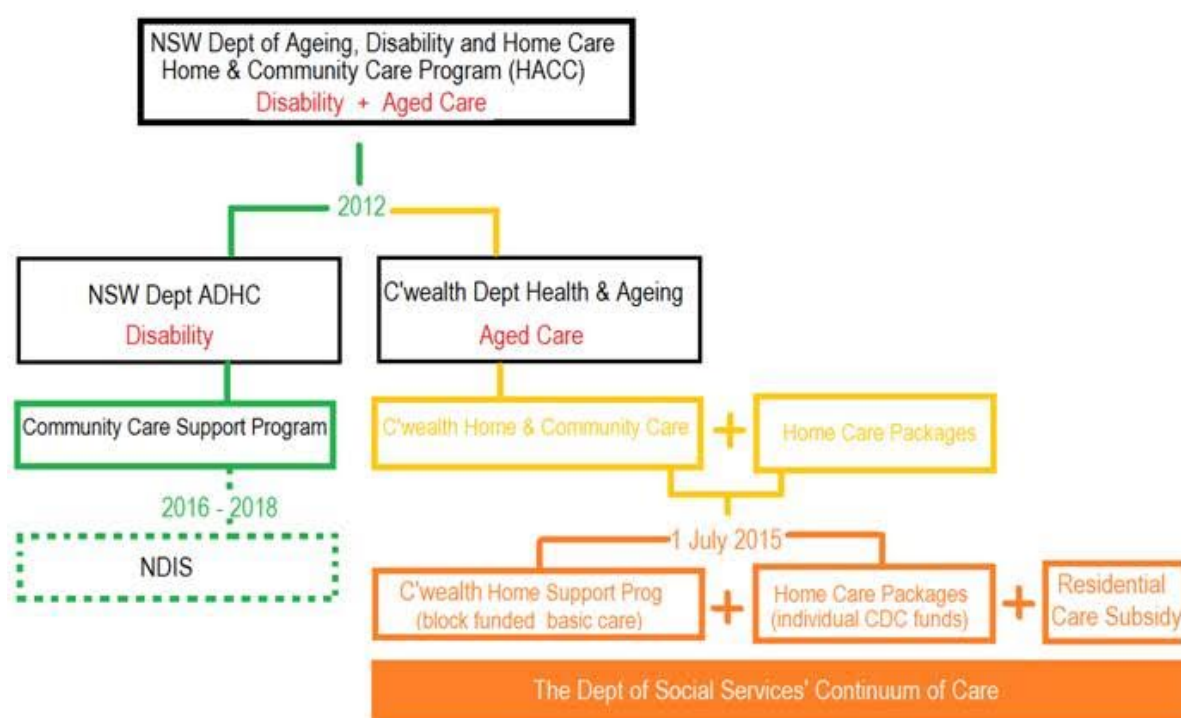 NSW Dept of Ageing, Disability and Home Care
Home & Community Care Program (HACC)
Disability + Aged Care
2012
NSW Dept ADHC
Disability
C'wealth Dept Health & Ageing
Aged Care
Community Care Support Program
C'wealth Home & Community Care
+
Home Care Packages
2016 - 2018
NDIS
1 July 2015
C'wealth Home Support Prog
(block funded basic care)
+
Home Care Packages
(individual CDC funds)
+
Residential
Care Subsidy
The Dept of Social Services' Continuum of Care